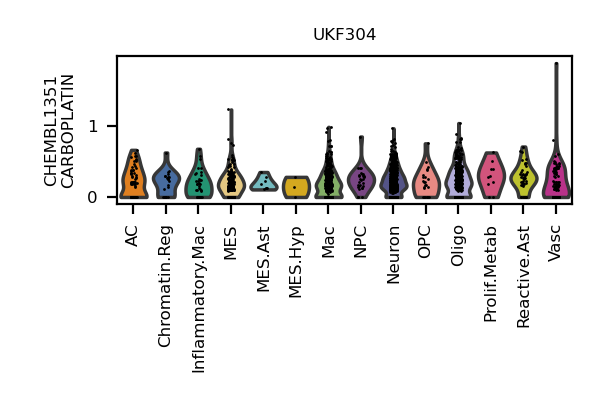 UKF304
CHEMBL1351
CARBOPLATIN
1
0
AC
Chromatin.Reg
Inflammatory.Mac
MES
MES.Ast
MES.Hyp
Mac
NPC
Neuron
OPC
Oligo
Prolif.Metab
Reactive.Ast
Vasc